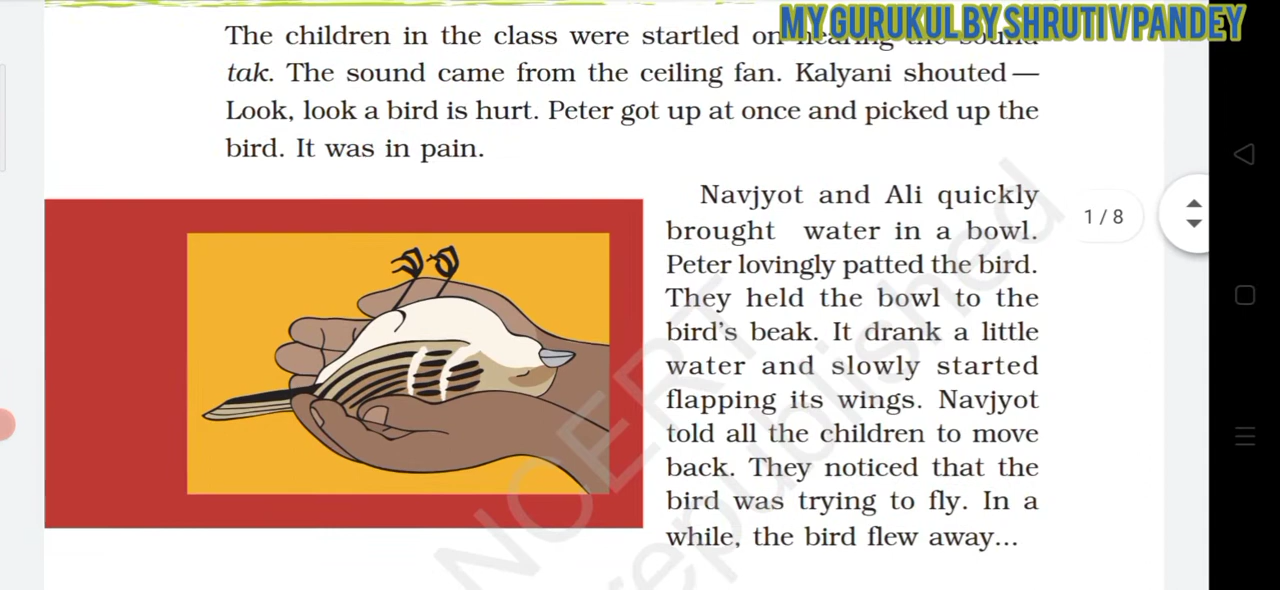 MY GURUKUL BY SHRUTI V PANDEY
The children in the class were startled on hearing the sound
tak. The sound came from the ceiling fan. Kalyani shouted —
Look, look a bird is hurt. Peter got up at once and picked up the
bird. It was in pain.
Navjyot and Ali quickly
brought water in a bowl.
Peter lovingly patted the bird.
They held the bowl to the
bird's beak. It drank a little
water and slowly started
flapping its wings. Navjyot
told all the children to move
back. They noticed that the
bird was trying to fly. In a
while, the bird flew away...
1 / 8
NCERT
republished